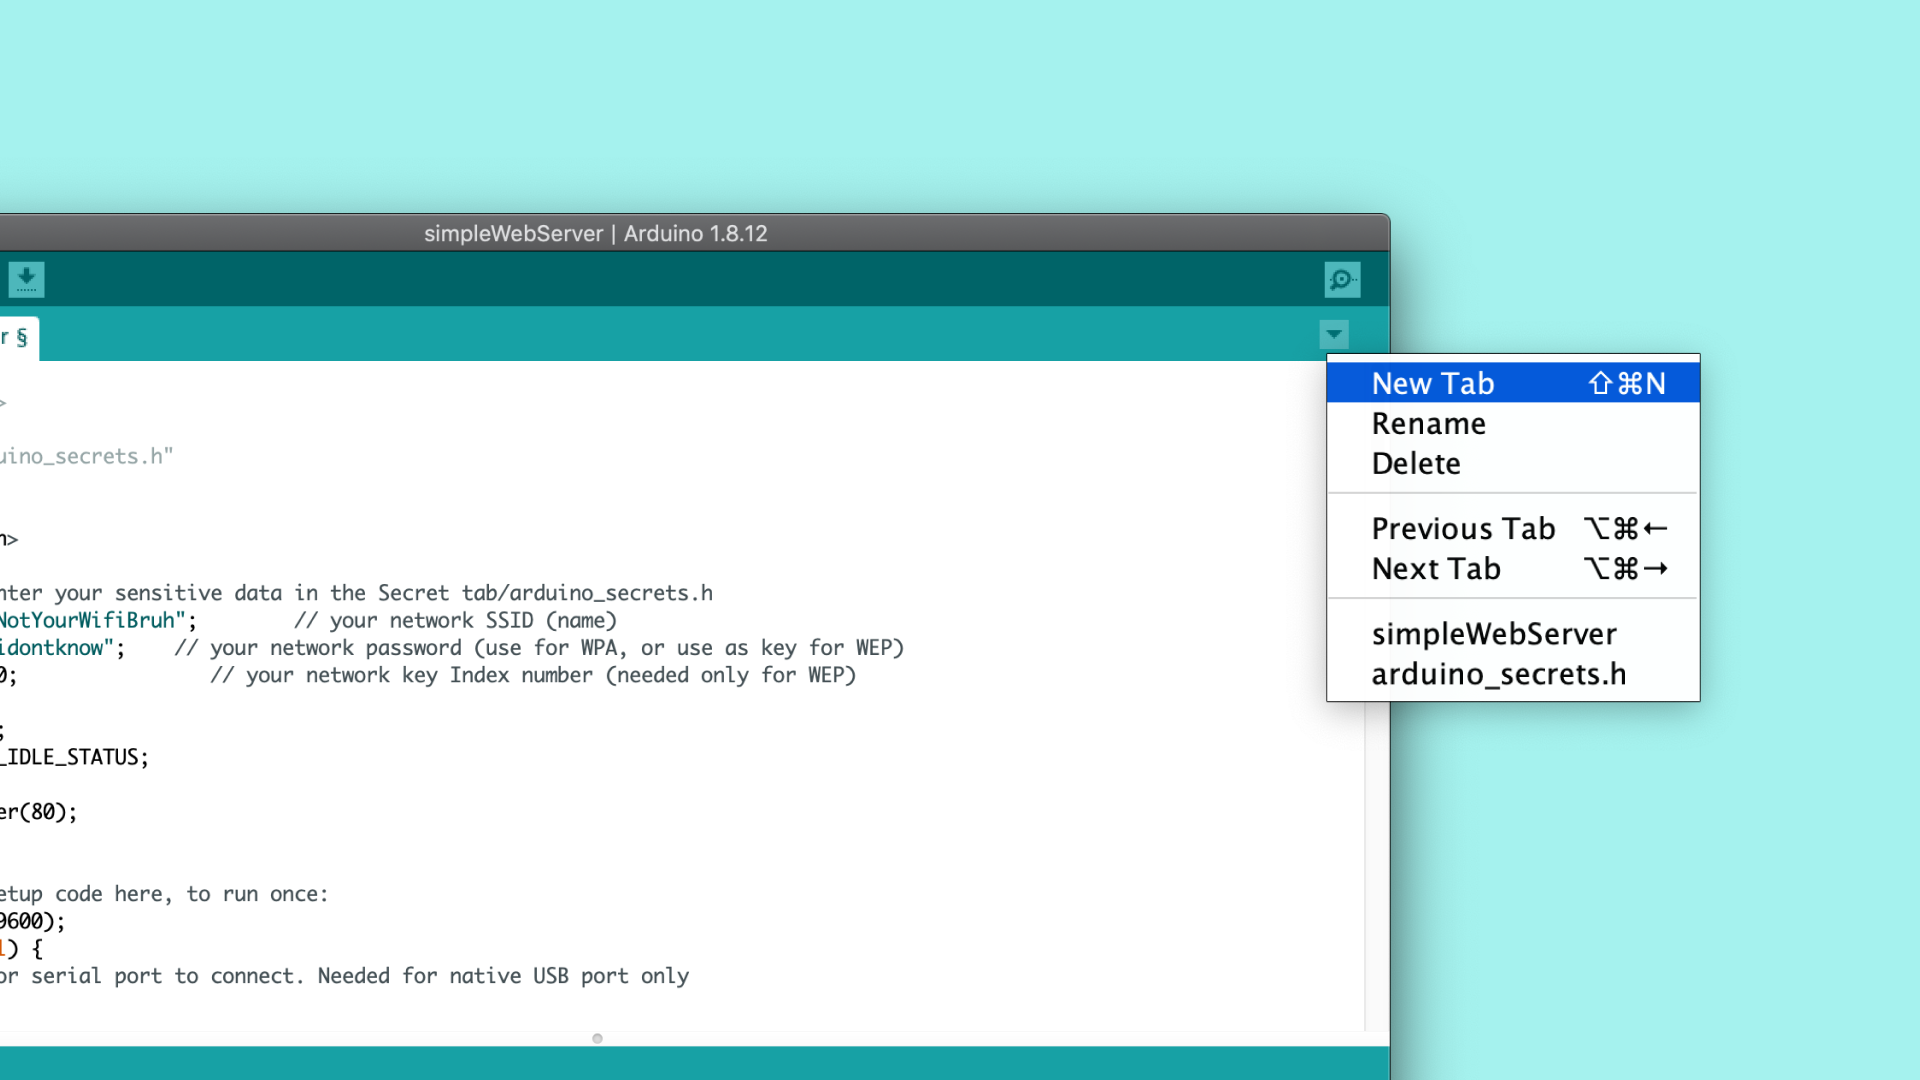 simpleWebServer | Arduino 1.8.12
r §
New Tab ⇧⌘N
Rename
Delete
Previous Tab ⌥⌘←
Next Tab ⌥⌘→
simpleWebServer
arduino_secrets.h
>
uino_secrets.h"
h>
nter your sensitive data in the Secret tab/arduino_secrets.h
NotYourWifiBruh"; // your network SSID (name)
idontknow"; // your network password (use for WPA, or use as key for WEP)
0; // your network key Index number (needed only for WEP)
;
_IDLE_STATUS;
er(80);
etup code here, to run once:
9600);
l) {
or serial port to connect. Needed for native USB port only